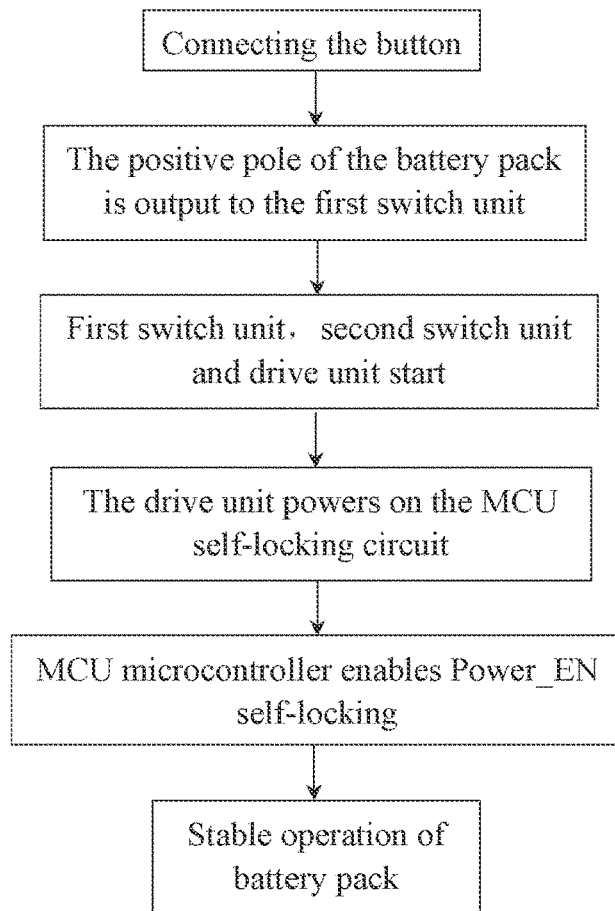 Connecting the button
The positive pole of the battery pack
is output to the first switch unit
First switch unit，second switch unit
and drive unit start
The drive unit powers on the MCU
self-locking circuit
MCU microcontroller enables Power_EN
self-locking
Stable operation of
battery pack